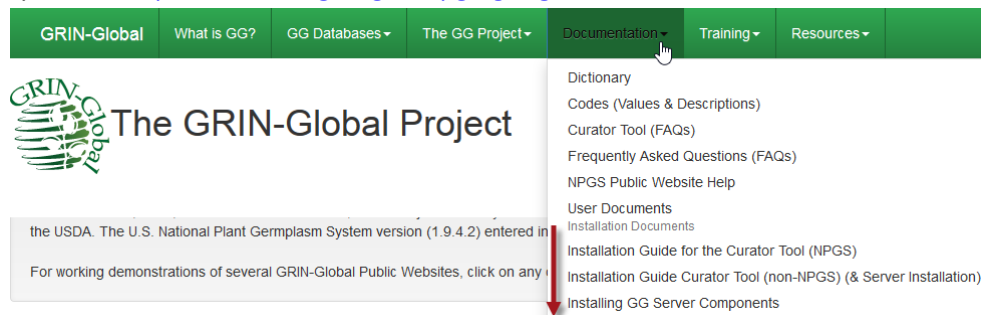 GRIN-Global What is GG? GG Databases The GG Project Documentation Training Resources
GRIN-Global
The GRIN-Global Project
Dictionary
Codes (Values & Descriptions)
Curator Tool (FAQs)
Frequently Asked Questions (FAQs)
NPGS Public Website Help
User Documents
Installation Documents
Installation Guide for the Curator Tool (NPGS)
Installation Guide Curator Tool (non-NPGS) (& Server Installation)
Installing GG Server Components
the USDA. The U.S. National Plant Germplasm System version (1.9.4.2) entered in
For working demonstrations of several GRIN-Global Public Websites, click on any